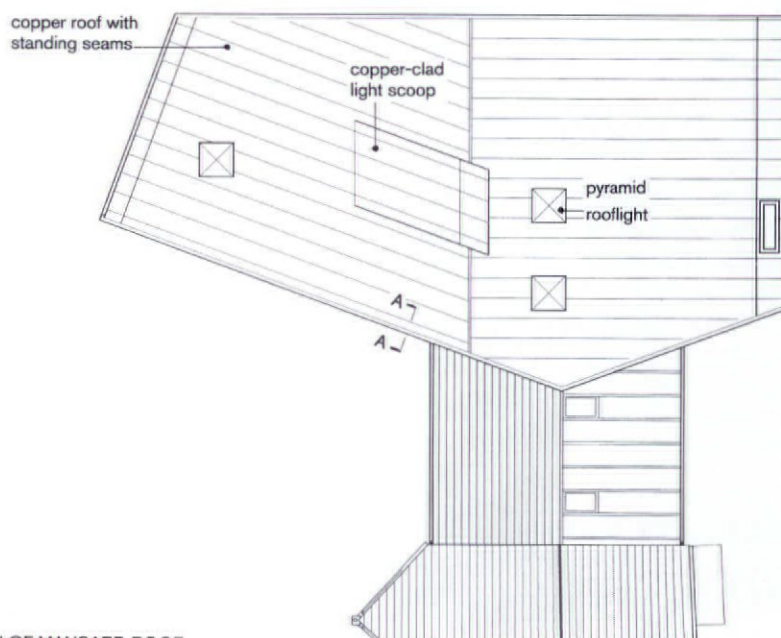 copper roof with
standing seams
copper-clad
light scoop
pyramid
rooflight
A
A